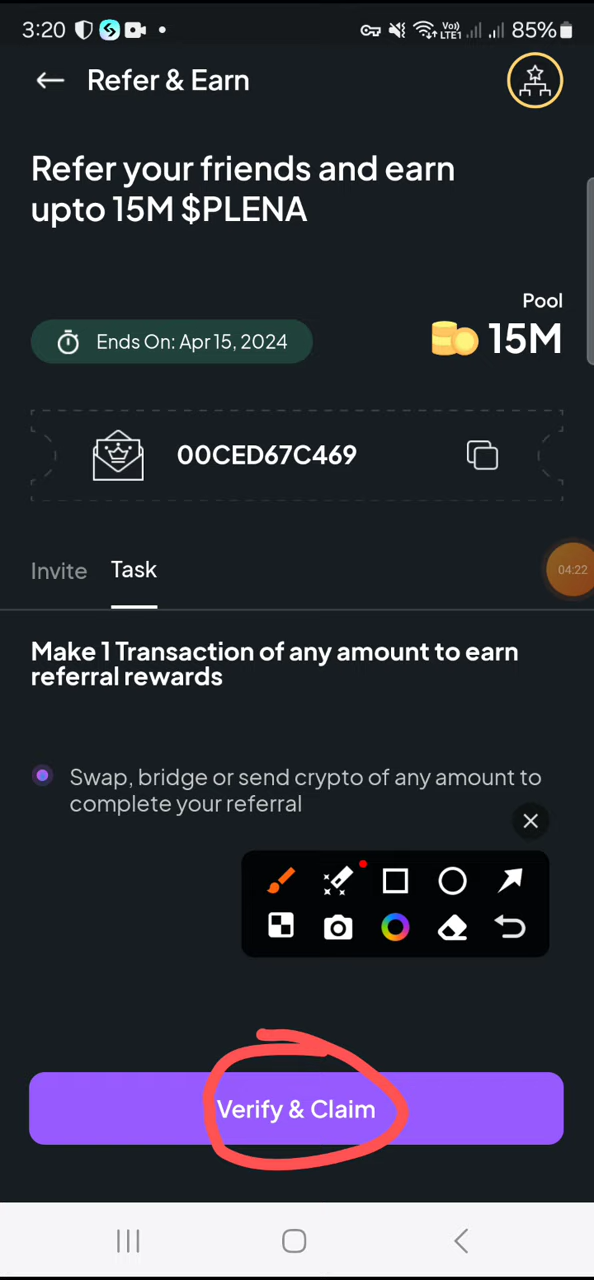 3:20
Vo)) LTE1 85%
Refer & Earn
Refer your friends and earn
upto 15M $PLENA
Pool
Ends On: Apr 15, 2024
15M
00CED67C469
Invite Task
04:22
Make 1 Transaction of any amount to earn
referral rewards
Swap, bridge or send crypto of any amount to
complete your referral
Verify & Claim